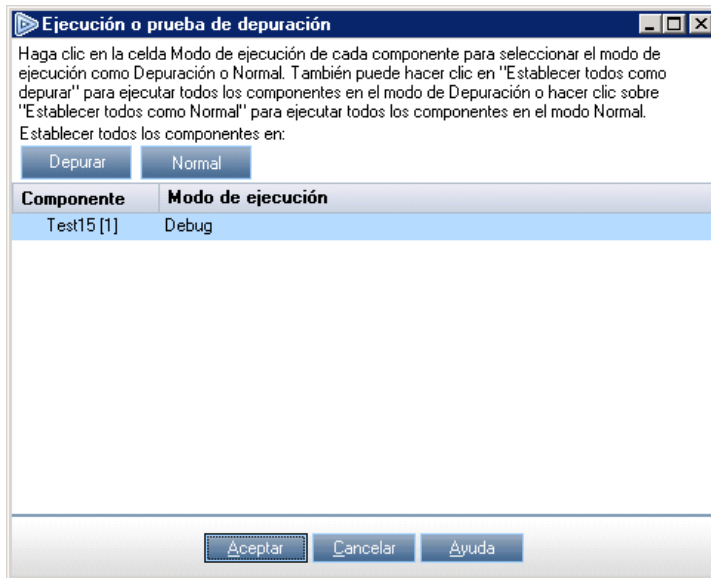 Ejecución o prueba de depuración
Haga clic en la celda Modo de ejecución de cada componente para seleccionar el modo de
ejecución como Depuración o Normal. También puede hacer clic en "Establecer todos como
depurar" para ejecutar todos los componentes en el modo de Depuración o hacer clic sobre
"Establecer todos como Normal" para ejecutar todos los componentes en el modo Normal.
Establecer todos los componentes en:
Depurar Normal
Componente Modo de ejecución
Test15 [1] Debug
Aceptar Cancelar Ayuda